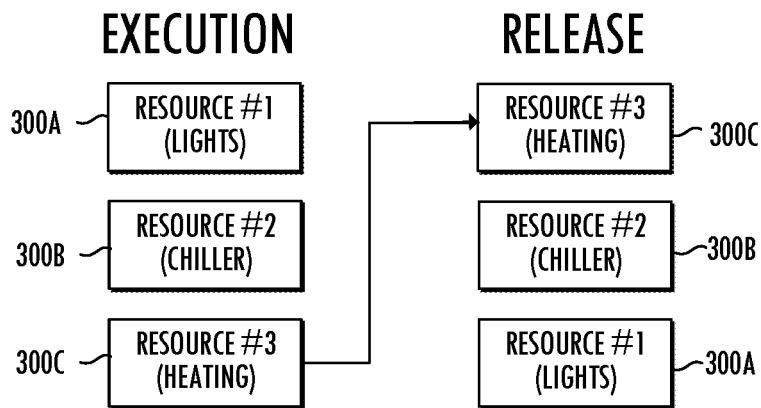 EXECUTION
RELEASE
300A
RESOURCE #1
(LIGHTS)
RESOURCE #3
(HEATING)
300C
300B
RESOURCE #2
(CHILLER)
RESOURCE #2
(CHILLER)
300B
300C
RESOURCE #3
(HEATING)
RESOURCE #1
(LIGHTS)
300A